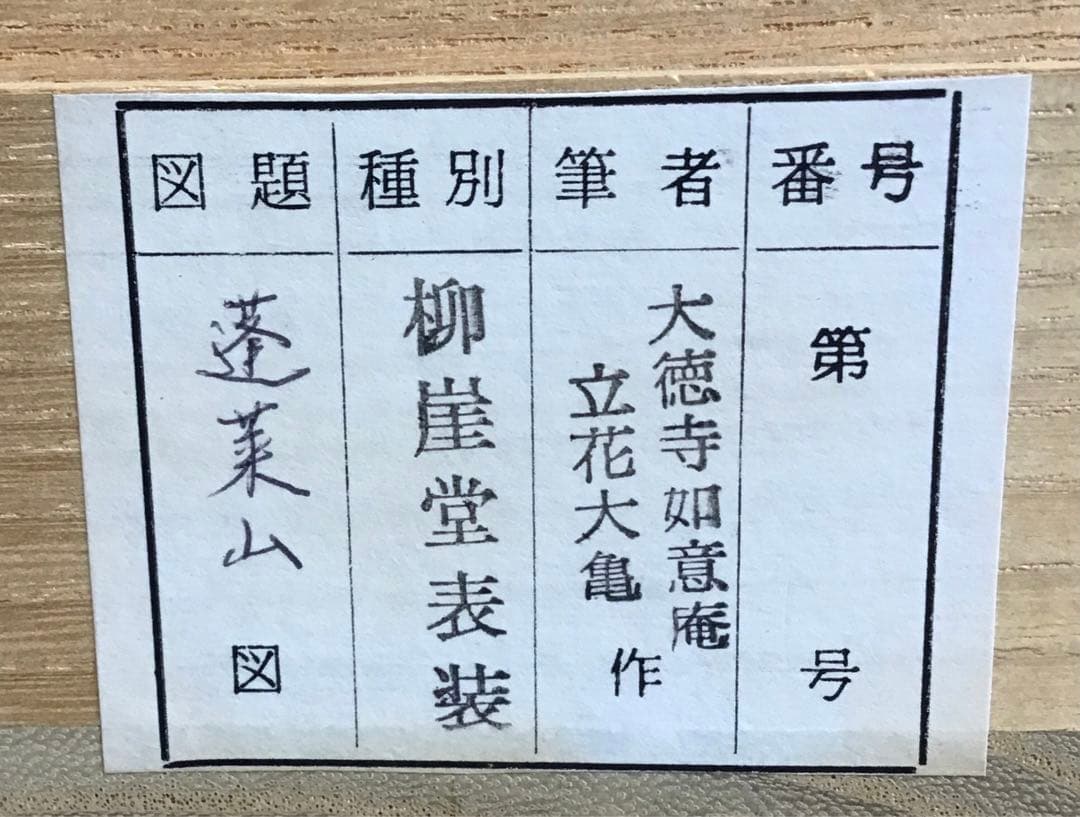 番号
第 号
筆者
大徳寺如意庵
立花大亀
作
種別
柳崖堂表装
図題
蓬莱山
図